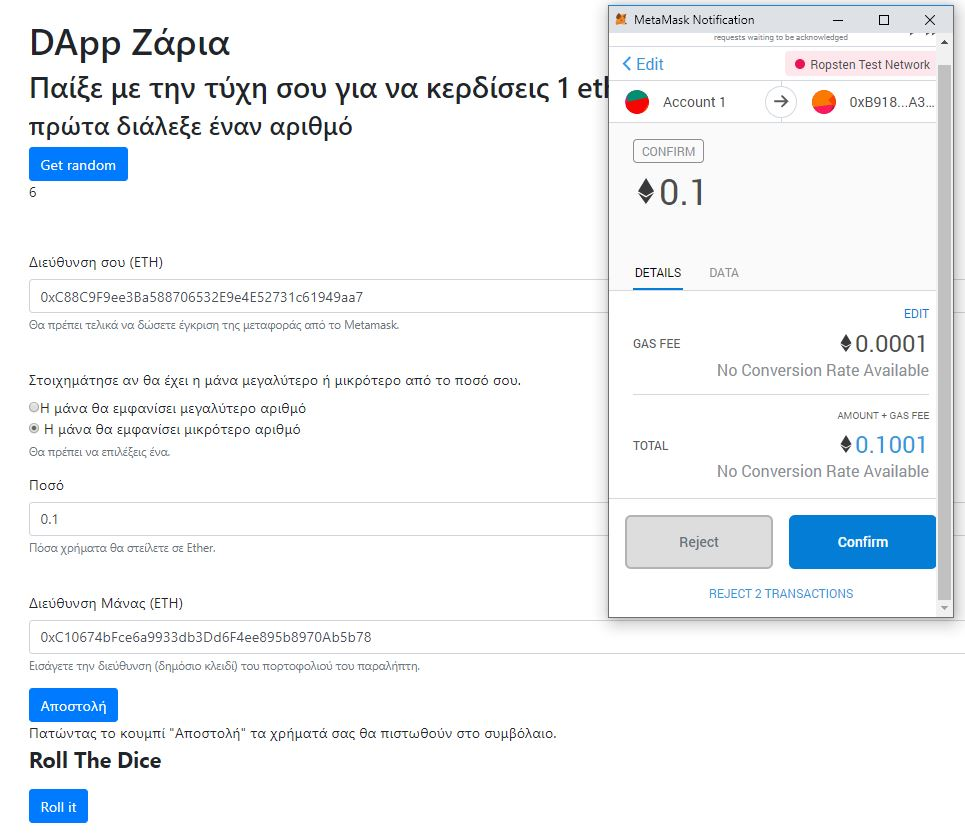 DApp Ζάρια
Παίξε με την τύχη σου για να κερδίσεις 1 eth
πρώτα διάλεξε έναν αριθμό
Get random
6
Διεύθυνση σου (ETH)
0xC88C9F9ee3Ba588706532E9e4E52731c61949aa7
Θα πρέπει τελικά να δώσετε έγκριση της μεταφοράς από το Metamask.
Στοιχημάτησε αν θα έχει η μάνα μεγαλύτερο ή μικρότερο από το ποσό σου.
Η μάνα θα εμφανίσει μεγαλύτερο αριθμό
Η μάνα θα εμφανίσει μικρότερο αριθμό
Θα πρέπει να επιλέξεις ένα.
Ποσό
0.1
Πόσα χρήματα θα στείλετε σε Ether.
Διεύθυνση Μάνας (ETH)
0xC10674bFce6a9933db3Dd6F4ee895b8970Ab5b78
Εισάγετε την διεύθυνση (δημόσιο κλειδί) του πορτοφολιού του παραλήπτη.
Αποστολή
Πατώντας το κουμπί "Αποστολή" τα χρήματά σας θα πιστωθούν στο συμβόλαιο.
Roll The Dice
Roll it
MetaMask Notification
requests waiting to be acknowledged
Edit
Ropsten Test Network
Account 1
0xB918...A3...
CONFIRM
0.1
DETAILS
DATA
EDIT
GAS FEE
0.0001
No Conversion Rate Available
AMOUNT + GAS FEE
TOTAL
0.1001
No Conversion Rate Available
Reject
Confirm
REJECT 2 TRANSACTIONS